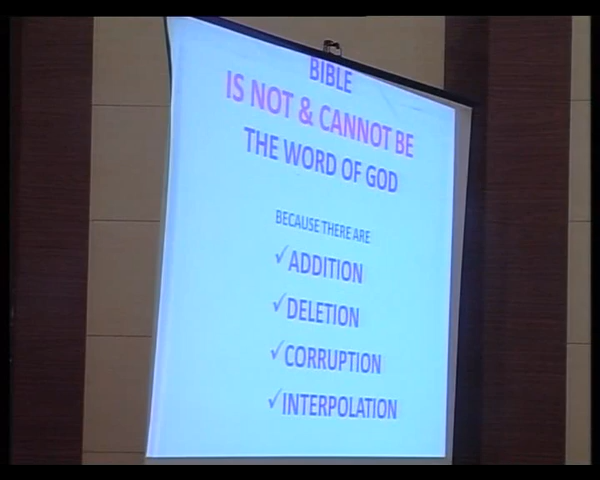 BIBLE
IS NOT & CANNOT BE
THE WORD OF GOD
BECAUSE THERE ARE
✓ADDITION
✓DELETION
✓CORRUPTION
✓INTERPOLATION